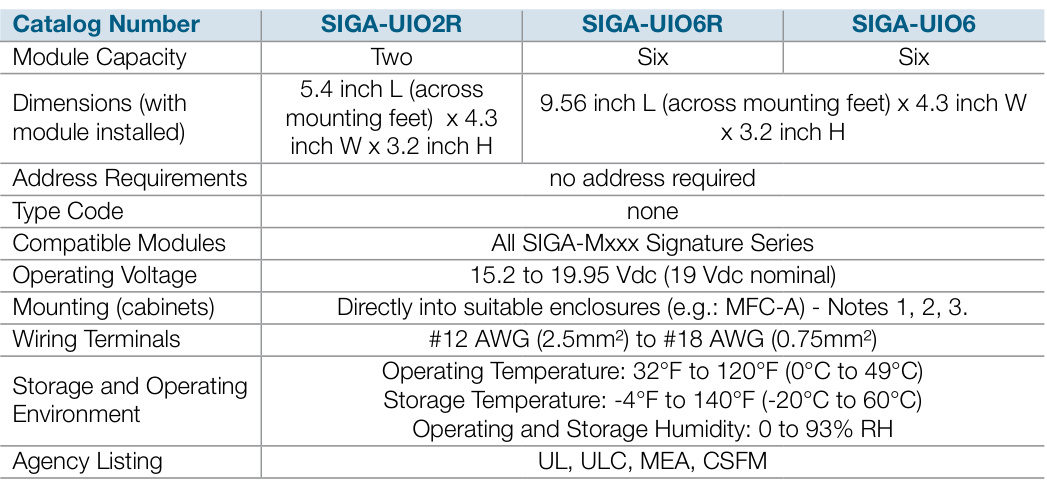 Catalog Number SIGA-UIO2R SIGA-UIO6R SIGA-UIO6
Module Capacity Two Six Six
Dimensions (with
module installed)
5.4 inch L (across
mounting feet) x 4.3
inch W x 3.2 inch H
9.56 inch L (across mounting feet) x 4.3 inch W
x 3.2 inch H
Address Requirements no address required
Type Code none
Compatible Modules All SIGA-Mxxx Signature Series
Operating Voltage 15.2 to 19.95 Vdc (19 Vdc nominal)
Mounting (cabinets) Directly into suitable enclosures (e.g.: MFC-A) - Notes 1, 2, 3.
Wiring Terminals #12 AWG (2.5mm²) to #18 AWG (0.75mm²)
Storage and Operating
Environment
Operating Temperature: 32°F to 120°F (0°C to 49°C)
Storage Temperature: -4°F to 140°F (-20°C to 60°C)
Operating and Storage Humidity: 0 to 93% RH
Agency Listing UL, ULC, MEA, CSFM